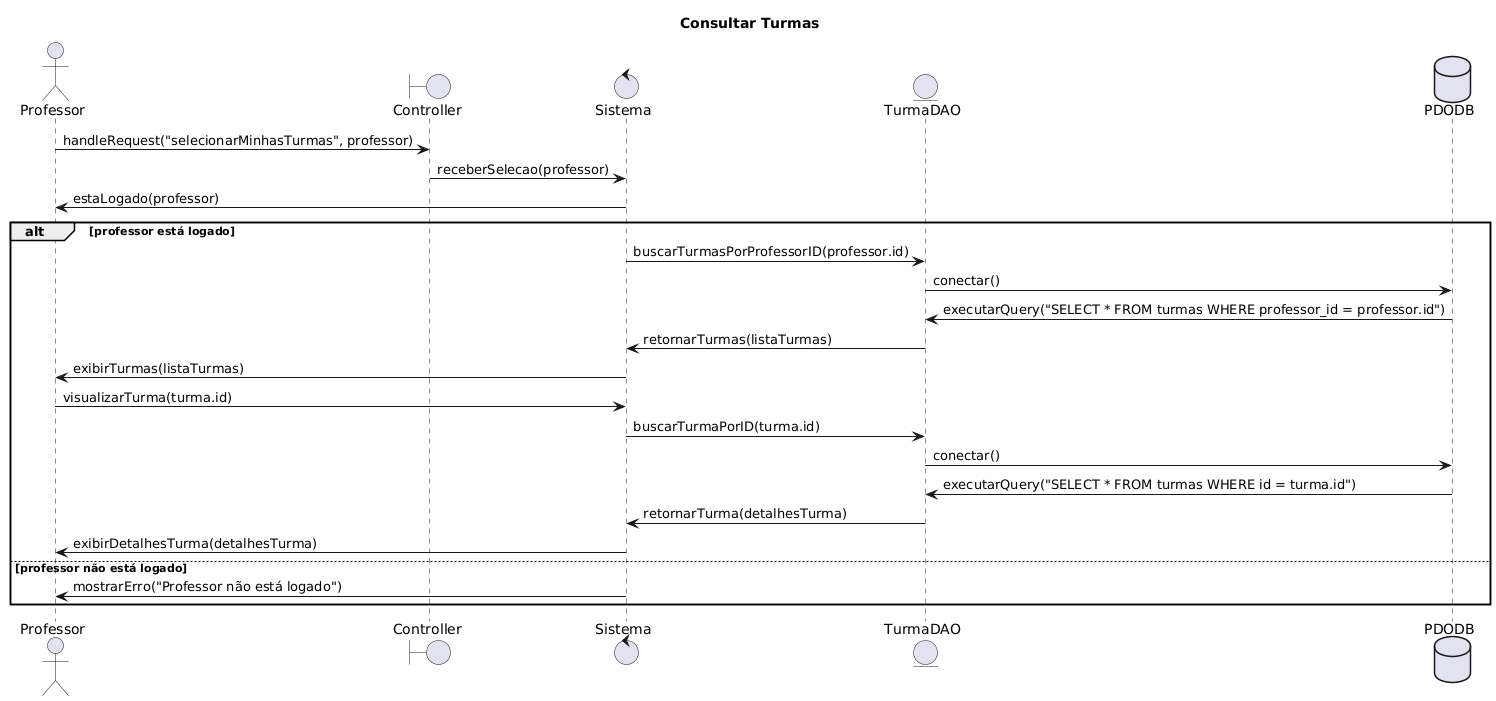 Consultar Turmas
Professor
Controller
Sistema
TurmaDAO
PDODB
handleRequest("selecionarMinhasTurmas", professor)
receberSelecao(professor)
estaLogado(professor)
alt [professor está logado]
buscarTurmasPorProfessorID(professor.id)
conectar()
executarQuery("SELECT * FROM turmas WHERE professor_id = professor.id")
retornarTurmas(listaTurmas)
exibirTurmas(listaTurmas)
visualizarTurma(turma.id)
buscarTurmaPorID(turma.id)
conectar()
executarQuery("SELECT * FROM turmas WHERE id = turma.id")
retornarTurma(detalhesTurma)
exibirDetalhesTurma(detalhesTurma)
[professor não está logado]
mostrarErro("Professor não está logado")
Professor
Controller
Sistema
TurmaDAO
PDODB